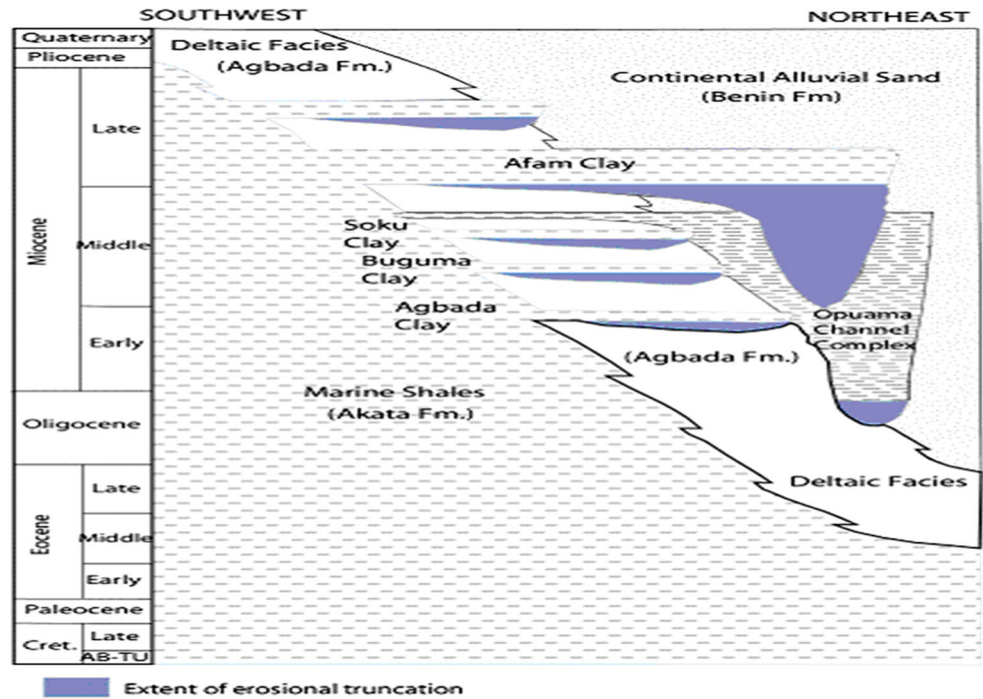 SOUTHWEST
NORTHEAST
Quaternary
Pliocene
Miocene
Late
Middle
Early
Oligocene
Eocene
Late
Middle
Early
Paleocene
Cret.
Late
AB-TU
Deltaic Facies
(Agbada Fm.)
Continental Alluvial Sand
(Benin Fm)
Afam Clay
Soku
Clay
Buguma
Clay
Agbada
Clay
Opuama
Channel
Complex
(Agbada Fm.)
Marine Shales
(Akata Fm.)
Deltaic Facies
Extent of erosional truncation